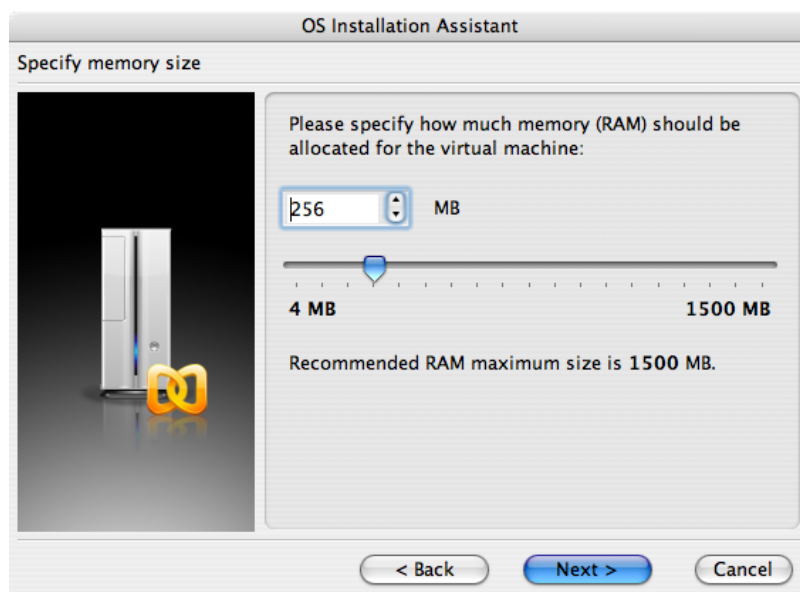 OS Installation Assistant
Specify memory size
Please specify how much memory (RAM) should be
allocated for the virtual machine:
256 MB
4 MB 1500 MB
Recommended RAM maximum size is 1500 MB.
< Back Next > Cancel